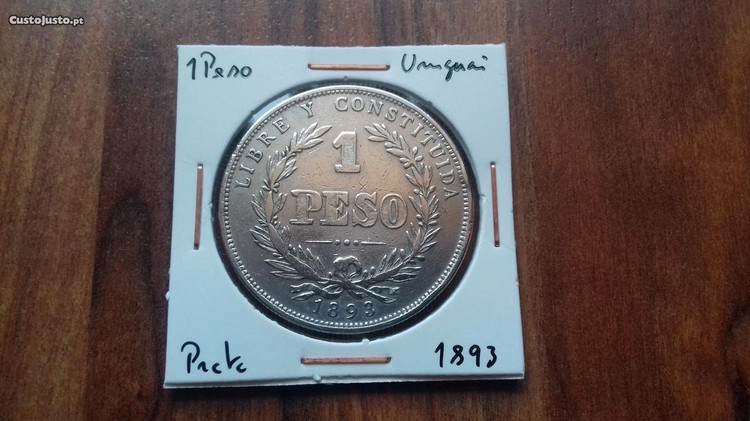 CustoJusto.pt
1 Peso
Uruguai
LIBRE Y CONSTITUIDA
1
PESO
1893
Prata
1893